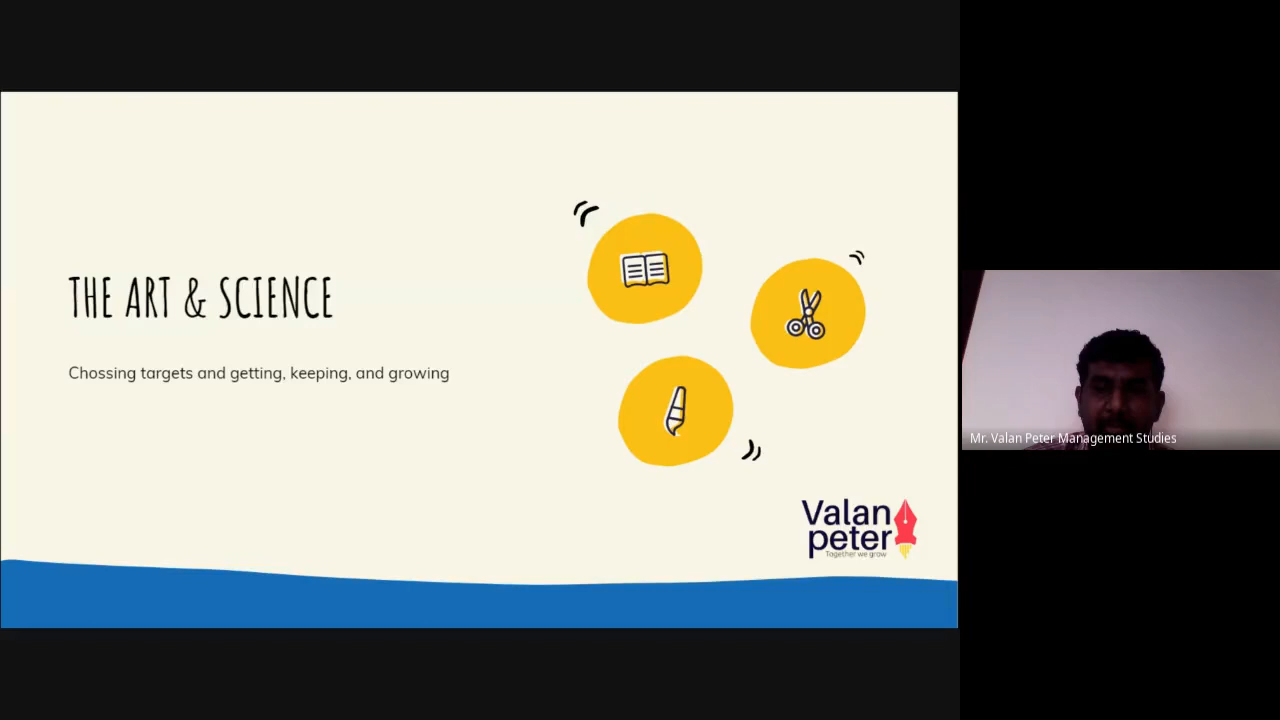 THE ART & SCIENCE
Chossing targets and getting, keeping, and growing
Valan
peter
Together we grow
Mr. Valan Peter Management Studies